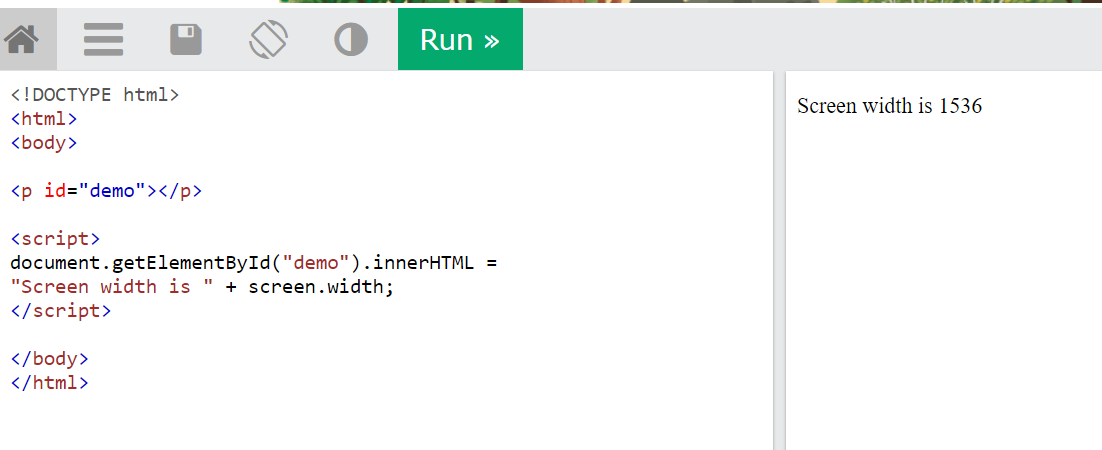 Run »
<!DOCTYPE html>
<html>
<body>
<p id="demo"></p>
<script>
document.getElementById("demo").innerHTML =
"Screen width is " + screen.width;
</script>
</body>
</html>
Screen width is 1536